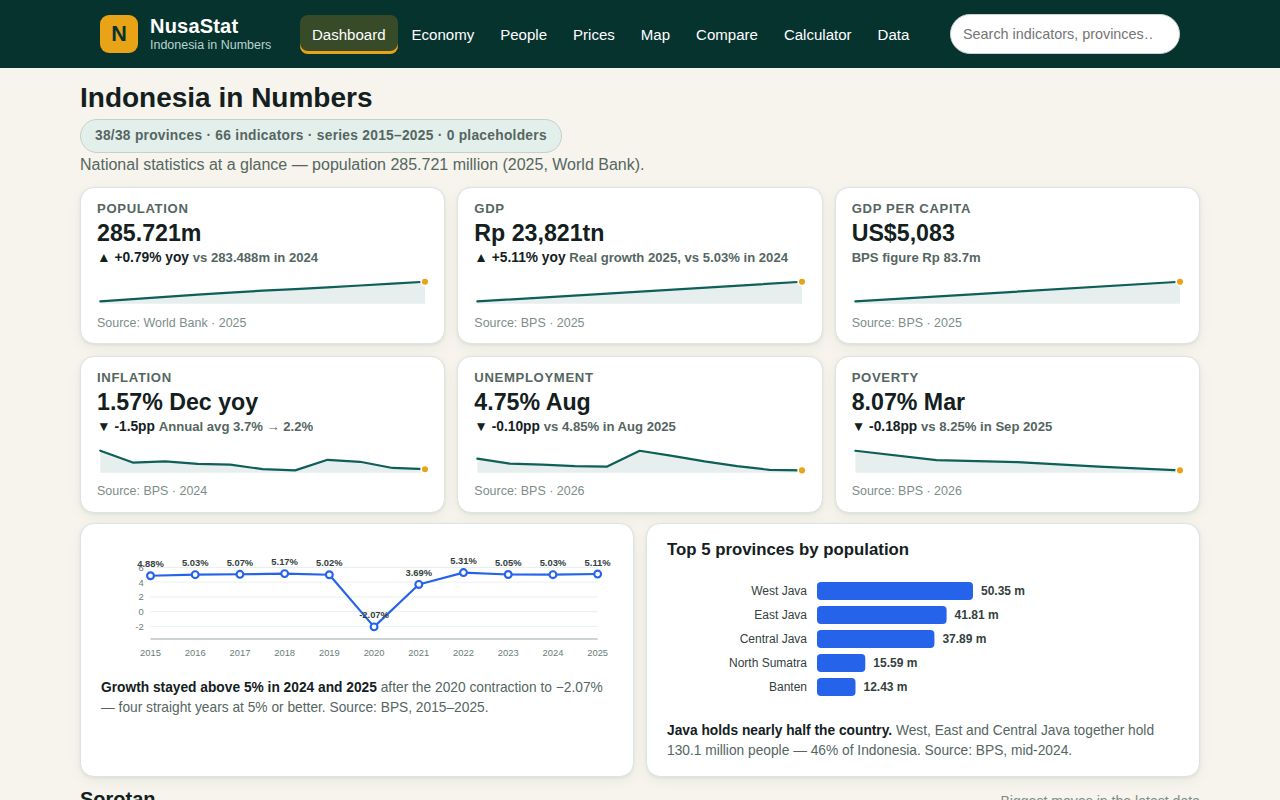 N
NusaStat
Indonesia in Numbers
Dashboard
Economy
People
Prices
Map
Compare
Calculator
Data
Search indicators, provinces..
Indonesia in Numbers
38/38 provinces · 66 indicators · series 2015–2025 · 0 placeholders
National statistics at a glance — population 285.721 million (2025, World Bank).
POPULATION
285.721m
▲ +0.79% yoy vs 283.488m in 2024
Source: World Bank · 2025
GDP
Rp 23,821tn
▲ +5.11% yoy Real growth 2025, vs 5.03% in 2024
Source: BPS · 2025
GDP PER CAPITA
US$5,083
BPS figure Rp 83.7m
Source: BPS · 2025
INFLATION
1.57% Dec yoy
▼ -1.5pp Annual avg 3.7% → 2.2%
Source: BPS · 2024
UNEMPLOYMENT
4.75% Aug
▼ -0.10pp vs 4.85% in Aug 2025
Source: BPS · 2026
POVERTY
8.07% Mar
▼ -0.18pp vs 8.25% in Sep 2025
Source: BPS · 2026
4.88% 5.03% 5.07% 5.17% 5.02% -2.07% 3.69% 5.31% 5.05% 5.03% 5.11%
6
4
2
0
-2
2015 2016 2017 2018 2019 2020 2021 2022 2023 2024 2025
Growth stayed above 5% in 2024 and 2025 after the 2020 contraction to −2.07%
— four straight years at 5% or better. Source: BPS, 2015–2025.
Top 5 provinces by population
West Java 50.35 m
East Java 41.81 m
Central Java 37.89 m
North Sumatra 15.59 m
Banten 12.43 m
Java holds nearly half the country. West, East and Central Java together hold
130.1 million people — 46% of Indonesia. Source: BPS, mid-2024.
Sorotan
Biggest moves in the latest data